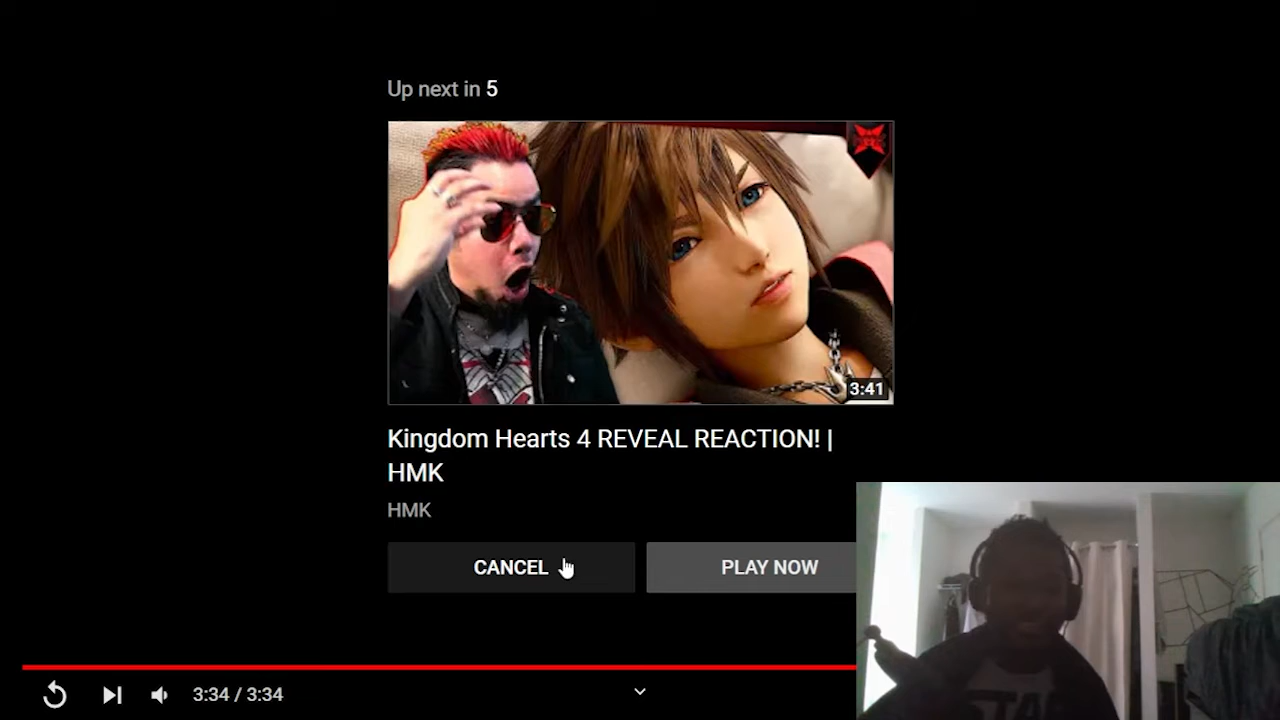 Up next in 5
3:41
Kingdom Hearts 4 REVEAL REACTION! |
HMK
HMK
CANCEL
PLAY NOW
3:34 / 3:34